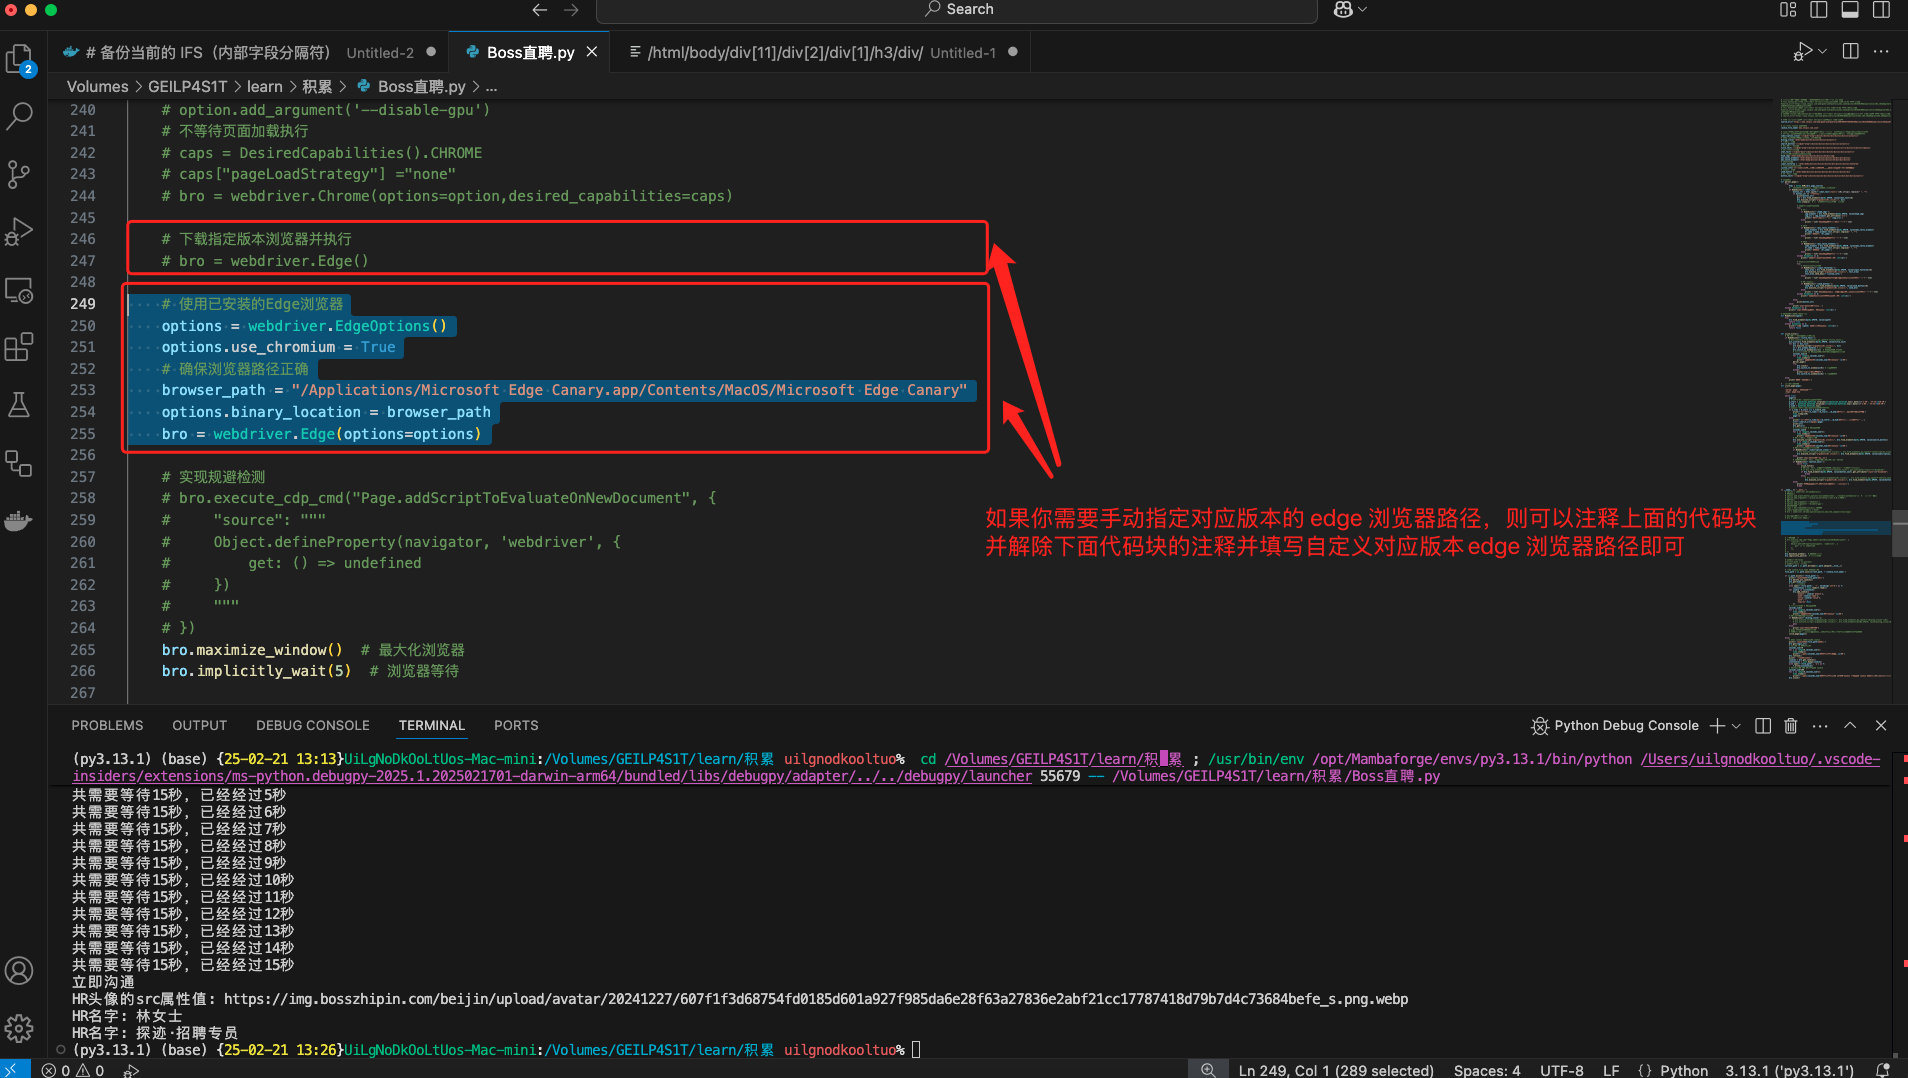 Search
# 备份当前的 IFS（内部字段分隔符） Untitled-2
Boss直聘.py
/html/body/div[11]/div[2]/div[1]/h3/div/ Untitled-1
2
Volumes > GEILP4S1T > learn > 积累 > Boss直聘.py > ...
240 # option.add_argument('--disable-gpu')
241 # 不等待页面加载执行
242 # caps = DesiredCapabilities().CHROME
243 # caps["pageLoadStrategy"] ="none"
244 # bro = webdriver.Chrome(options=option,desired_capabilities=caps)
245
246 # 下载指定版本浏览器并执行
247 # bro = webdriver.Edge()
248
249 # 使用已安装的Edge浏览器
250 options = webdriver.EdgeOptions()
251 options.use_chromium = True
252 # 确保浏览器路径正确
253 browser_path = "/Applications/Microsoft Edge Canary.app/Contents/MacOS/Microsoft Edge Canary"
254 options.binary_location = browser_path
255 bro = webdriver.Edge(options=options)
256
257 # 实现规避检测
258 # bro.execute_cdp_cmd("Page.addScriptToEvaluateOnNewDocument", {
259 #     "source": """
260 #     Object.defineProperty(navigator, 'webdriver', {
261 #         get: () => undefined
262 #     })
263 #     """
264 # })
265 bro.maximize_window()  # 最大化浏览器
266 bro.implicitly_wait(5)  # 浏览器等待
267
如果你需要手动指定对应版本的 edge 浏览器路径，则可以注释上面的代码块
并解除下面代码块的注释并填写自定义对应版本 edge 浏览器路径即可
PROBLEMS OUTPUT DEBUG CONSOLE TERMINAL PORTS
Python Debug Console
(py3.13.1) (base) {25-02-21 13:13}UiLgNoDkOoLtUos-Mac-mini:/Volumes/GEILP4S1T/learn/积累 uilgnodkooltuo%  cd /Volumes/GEILP4S1T/learn/积累 ; /usr/bin/env /opt/Mambaforge/envs/py3.13.1/bin/python /Users/uilgnodkooltuo/.vscode-
insiders/extensions/ms-python.debugpy-2025.1.2025021701-darwin-arm64/bundled/libs/debugpy/adapter/../../debugpy/launcher 55679 -- /Volumes/GEILP4S1T/learn/积累/Boss直聘.py
共需要等待15秒, 已经经过5秒
共需要等待15秒, 已经经过6秒
共需要等待15秒, 已经经过7秒
共需要等待15秒, 已经经过8秒
共需要等待15秒, 已经经过9秒
共需要等待15秒, 已经经过10秒
共需要等待15秒, 已经经过11秒
共需要等待15秒, 已经经过12秒
共需要等待15秒, 已经经过13秒
共需要等待15秒, 已经经过14秒
共需要等待15秒, 已经经过15秒
立即沟通
HR头像的src属性值: https://img.bosszhipin.com/beijin/upload/avatar/20241227/607f1f3d68754fd0185d601a927f985da6e28f63a27836e2abf21cc17787418d79b7d4c73684befe_s.png.webp
HR名字: 林女士
HR名字: 探迹·招聘专员
(py3.13.1) (base) {25-02-21 13:26}UiLgNoDkOoLtUos-Mac-mini:/Volumes/GEILP4S1T/learn/积累 uilgnodkooltuo%
0 0
Ln 249, Col 1 (289 selected) Spaces: 4 UTF-8 LF {} Python 3.13.1 ('py3.13.1')